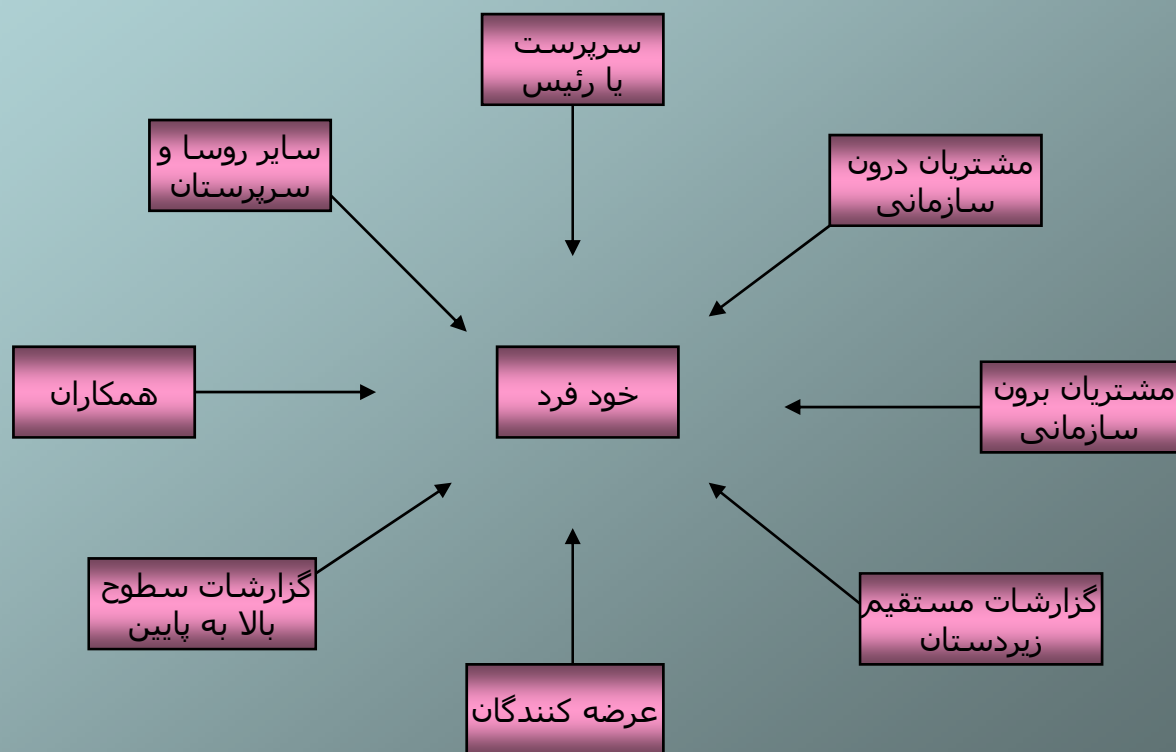 سرپرست
یا رئیس
مشتریان درون
سازمانی
سایر روسا و
سرپرستان
مشتریان برون
سازمانی
خود فرد
همکاران
گزارشات مستقیم
زیردستان
گزارشات سطوح
بالا به پایین
عرضه کنندگان